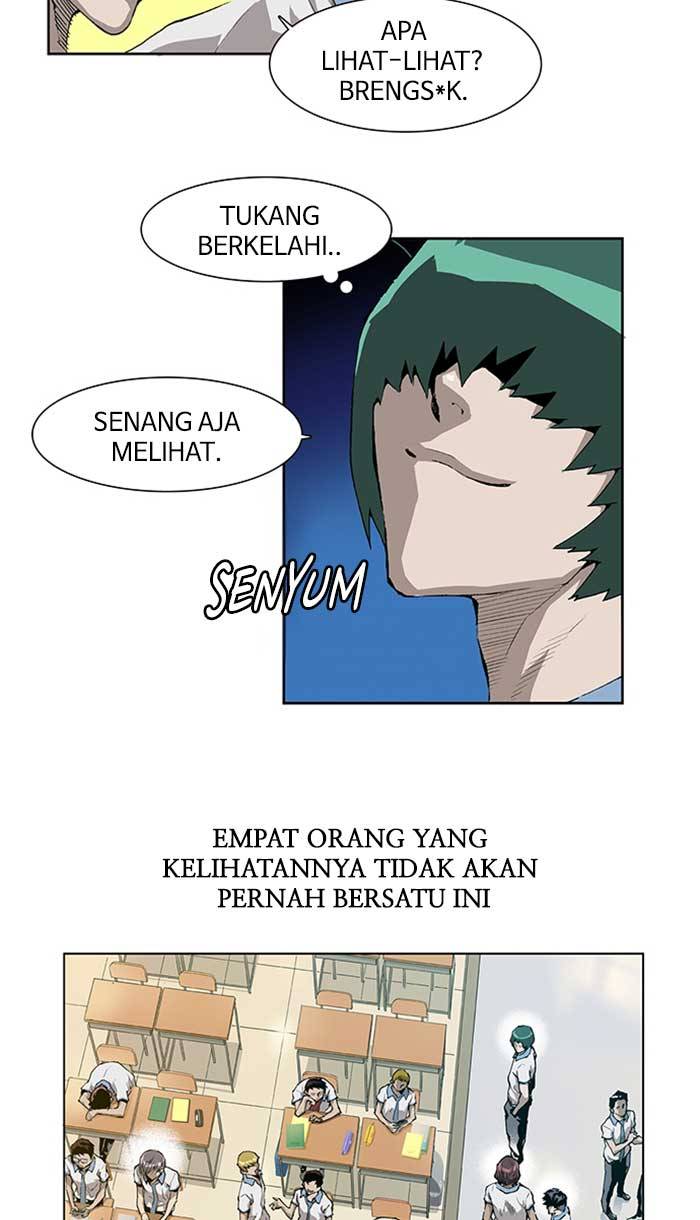 APA
LIHAT-LIHAT?
BRENGS*K.
TUKANG
BERKELAHI..
SENANG AJA
MELIHAT.
SENYUM
EMPAT ORANG YANG
KELIHATANNYA TIDAK AKAN
PERNAH BERSATU INI